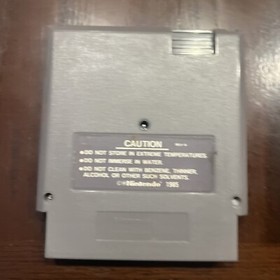 CAUTION
•DO NOT STORE IN EXTREME TEMPERATURES.
•DO NOT IMMERSE IN WATER.
•DO NOT CLEAN WITH BENZENE, THINNER,
ALCOHOL OR OTHER SUCH SOLVENTS.
©Nintendo 1985